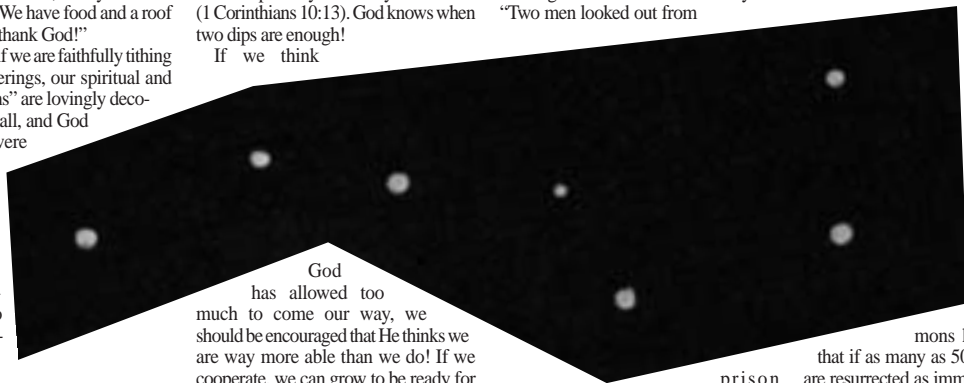 We have food and a roof
thank God!”
if we are faithfully tithing
erings, our spiritual and
ns” are lovingly deco-
all, and God
vere
(1 Corinthians 10:13). God knows when
two dips are enough!
If we think
God
has allowed too
much to come our way, we
should be encouraged that He thinks we
are way more able than we do! If we
cooperate, we can grow to be ready for
“Two men looked out from
prison
mons
that if as many as 50
are resurrected as imm